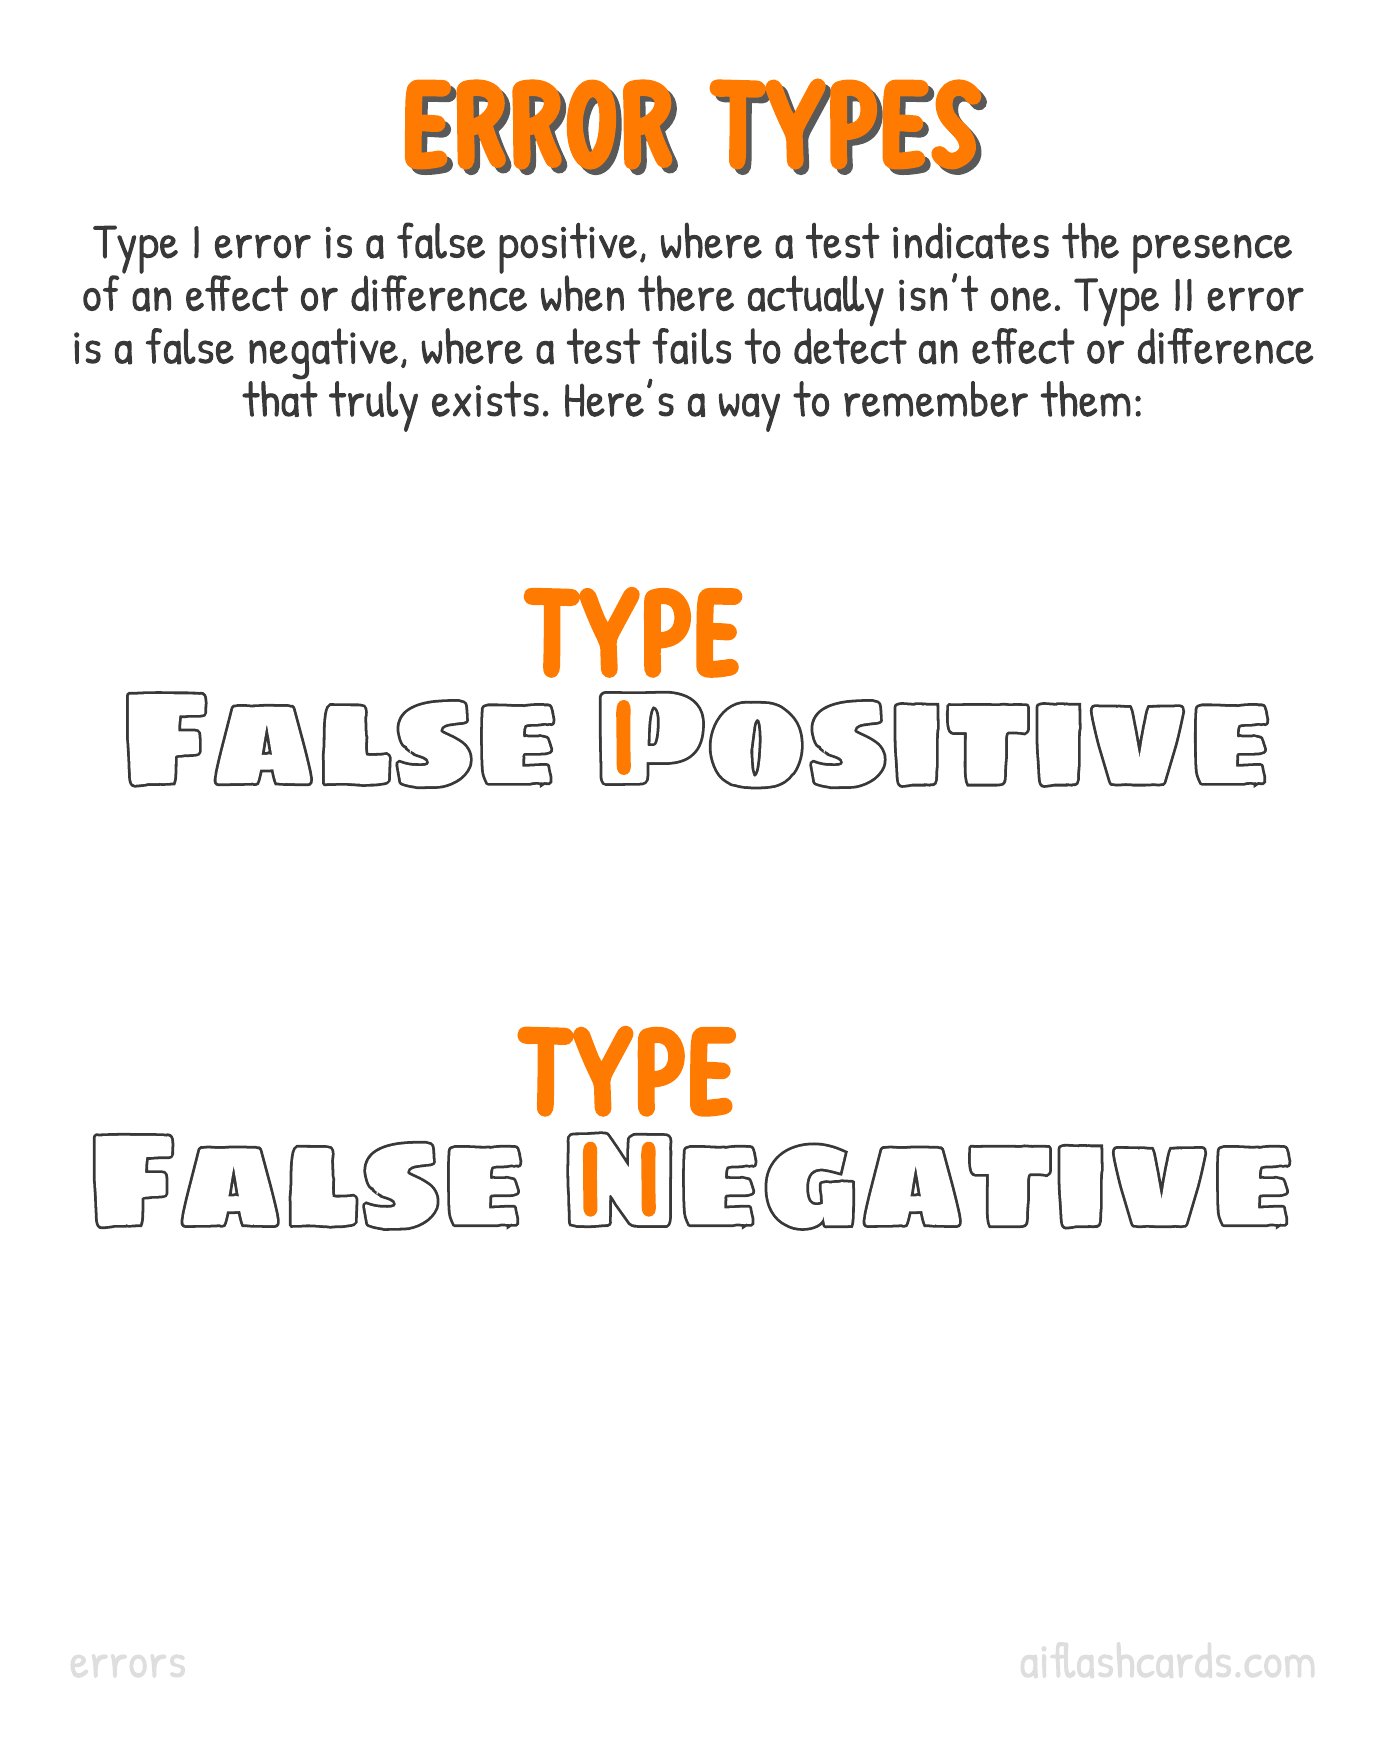 ERROR TYPES
Type I error is a false positive, where a test indicates the presence
of an effect or difference when there actually isn't one. Type II error
is a false negative, where a test fails to detect an effect or difference
that truly exists. Here's a way to remember them:
TYPE
I
FALSE POSITIVE
TYPE
II
FALSE NEGATIVE
errors
aiflashcards.com